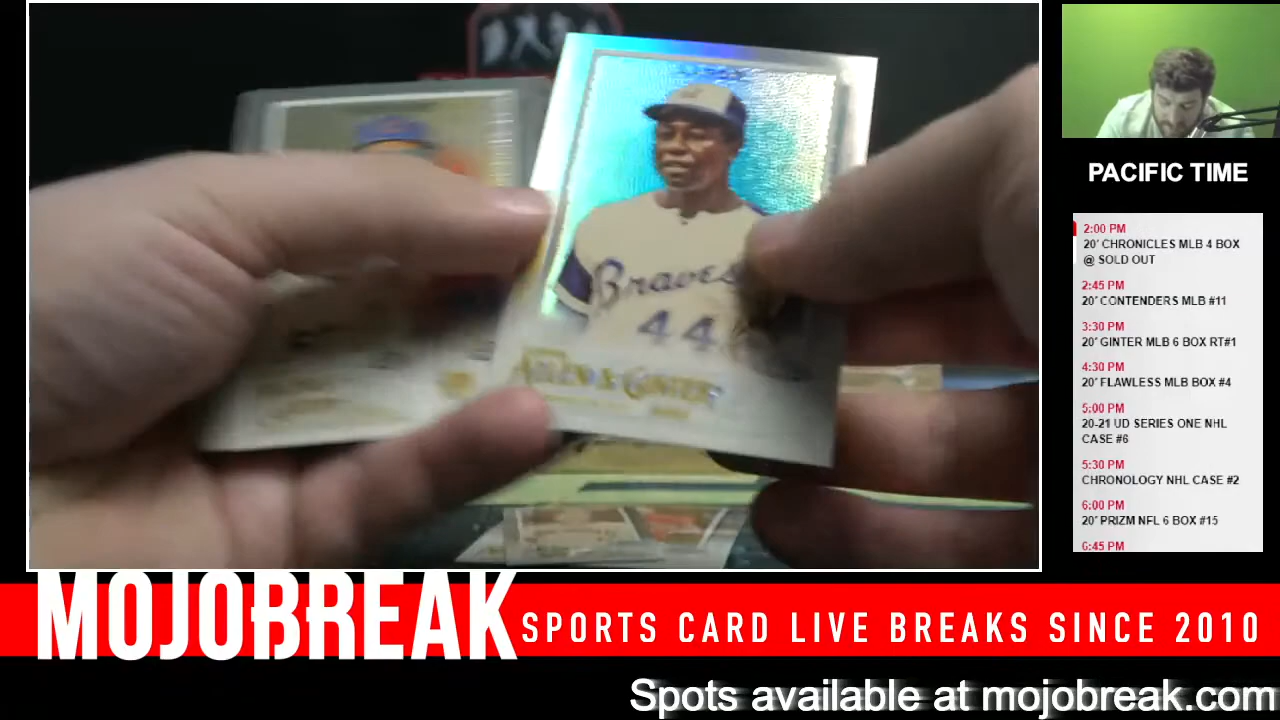 Braves
44
ALLEN & GINTER
PACIFIC TIME
2:00 PM
20' CHRONICLES MLB 4 BOX
@ SOLD OUT
2:45 PM
20' CONTENDERS MLB #11
3:30 PM
20' GINTER MLB 6 BOX RT#1
4:30 PM
20' FLAWLESS MLB BOX #4
5:00 PM
20-21 UD SERIES ONE NHL
CASE #6
5:30 PM
CHRONOLOGY NHL CASE #2
6:00 PM
20' PRIZM NFL 6 BOX #15
6:45 PM
MOJOBREAK
SPORTS CARD LIVE BREAKS SINCE 2010
Spots available at mojobreak.com